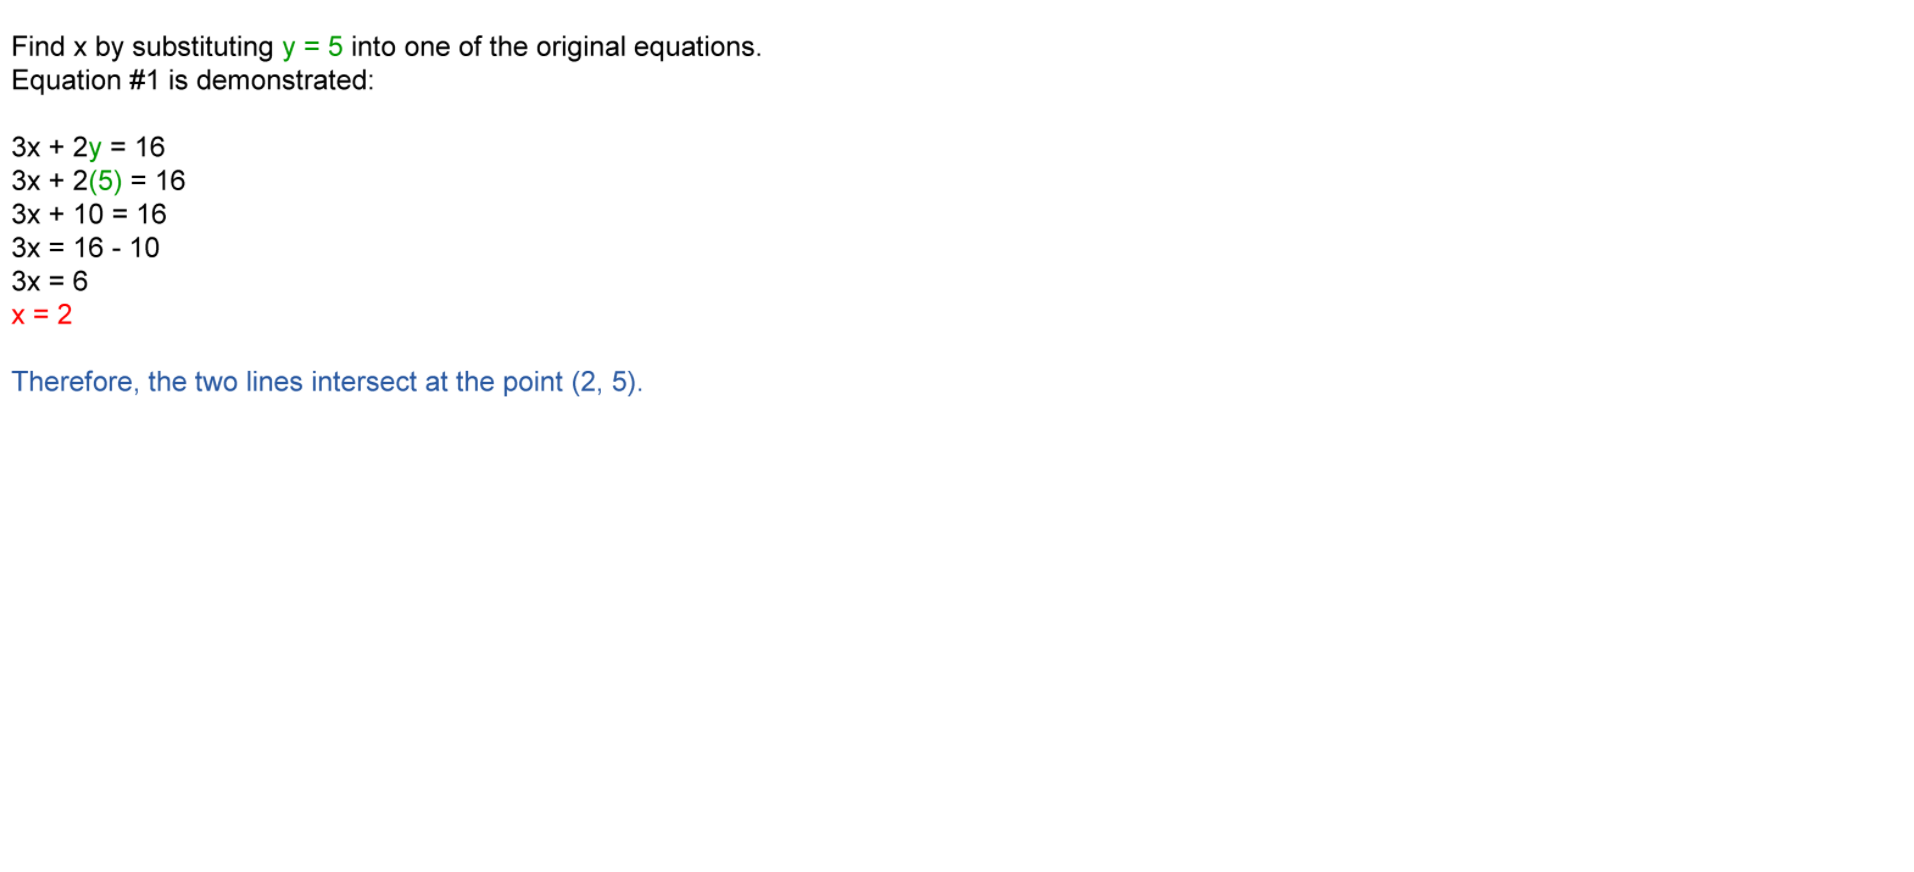 Find x by substituting y = 5 into one of the original equations.
Equation #1 is demonstrated:
3x + 2y = 16
3x + 2(5) = 16
3x + 10 = 16
3x = 16 - 10
3x = 6
x = 2
Therefore, the two lines intersect at the point (2, 5).